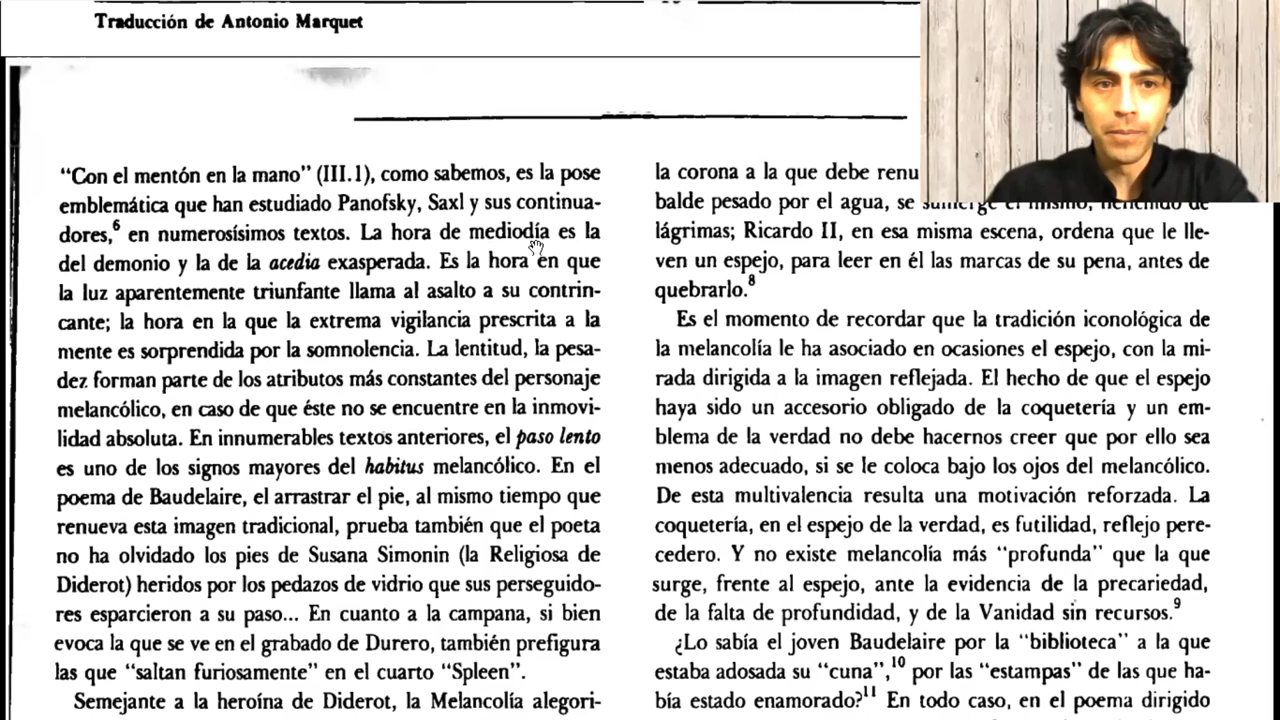 Traducción de Antonio Marquet
“Con el mentón en la mano” (III.1), como sabemos, es la pose
emblemática que han estudiado Panofsky, Saxl y sus continua-
dores,⁶ en numerosísimos textos. La hora de mediodía es la
del demonio y la de la acedia exasperada. Es la hora en que
la luz aparentemente triunfante llama al asalto a su contrin-
cante; la hora en la que la extrema vigilancia prescrita a la
mente es sorprendida por la somnolencia. La lentitud, la pesa-
dez forman parte de los atributos más constantes del personaje
melancólico, en caso de que éste no se encuentre en la inmovi-
lidad absoluta. En innumerables textos anteriores, el paso lento
es uno de los signos mayores del habitus melancólico. En el
poema de Baudelaire, el arrastrar el pie, al mismo tiempo que
renueva esta imagen tradicional, prueba también que el poeta
no ha olvidado los pies de Susana Simonin (la Religiosa de
Diderot) heridos por los pedazos de vidrio que sus perseguido-
res esparcieron a su paso... En cuanto a la campana, si bien
evoca la que se ve en el grabado de Durero, también prefigura
las que “saltan furiosamente” en el cuarto “Spleen”.
Semejante a la heroína de Diderot, la Melancolía alegori-
la corona a la que debe renu
balde pesado por el agua, se sumerge él mismo, henchido de
lágrimas; Ricardo II, en esa misma escena, ordena que le lle-
ven un espejo, para leer en él las marcas de su pena, antes de
quebrarlo.⁸
Es el momento de recordar que la tradición iconológica de
la melancolía le ha asociado en ocasiones el espejo, con la mi-
rada dirigida a la imagen reflejada. El hecho de que el espejo
haya sido un accesorio obligado de la coquetería y un em-
blema de la verdad no debe hacernos creer que por ello sea
menos adecuado, si se le coloca bajo los ojos del melancólico.
De esta multivalencia resulta una motivación reforzada. La
coquetería, en el espejo de la verdad, es futilidad, reflejo pere-
cedero. Y no existe melancolía más “profunda” que la que
surge, frente al espejo, ante la evidencia de la precariedad,
de la falta de profundidad, y de la Vanidad sin recursos.⁹
¿Lo sabía el joven Baudelaire por la “biblioteca” a la que
estaba adosada su “cuna”,¹⁰ por las “estampas” de las que ha-
bía estado enamorado?¹¹ En todo caso, en el poema dirigido